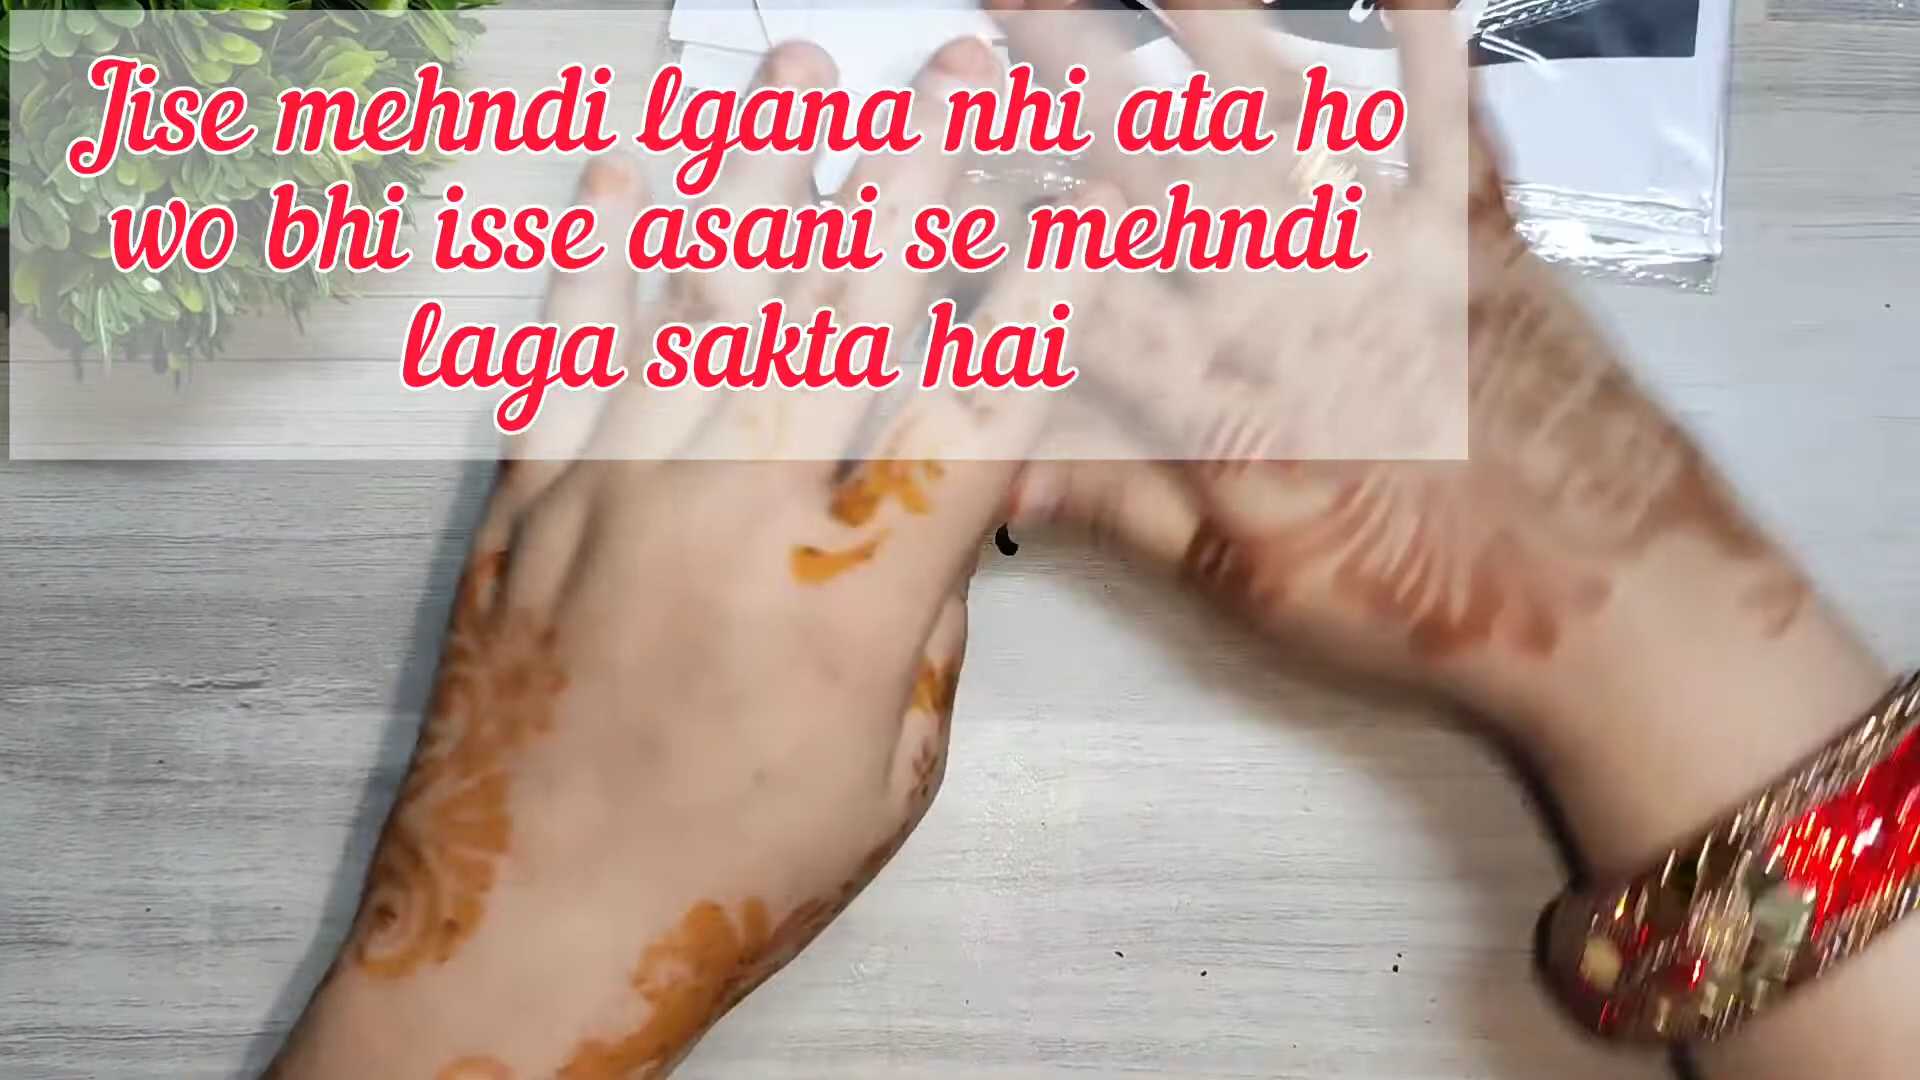 Jise mehndi lgana nhi ata ho
wo bhi isse asani se mehndi
laga sakta hai